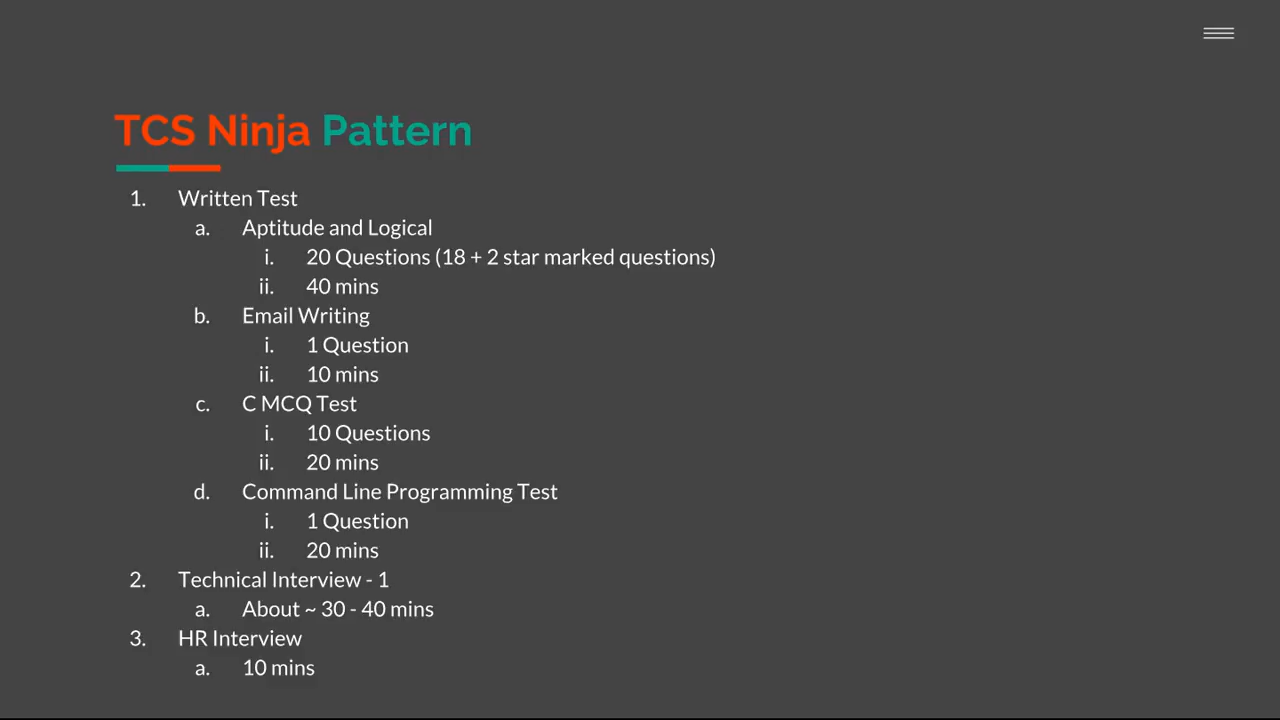 TCS Ninja Pattern
1. Written Test
a. Aptitude and Logical
i. 20 Questions (18 + 2 star marked questions)
ii. 40 mins
b. Email Writing
i. 1 Question
ii. 10 mins
c. C MCQ Test
i. 10 Questions
ii. 20 mins
d. Command Line Programming Test
i. 1 Question
ii. 20 mins
2. Technical Interview - 1
a. About ~ 30 - 40 mins
3. HR Interview
a. 10 mins